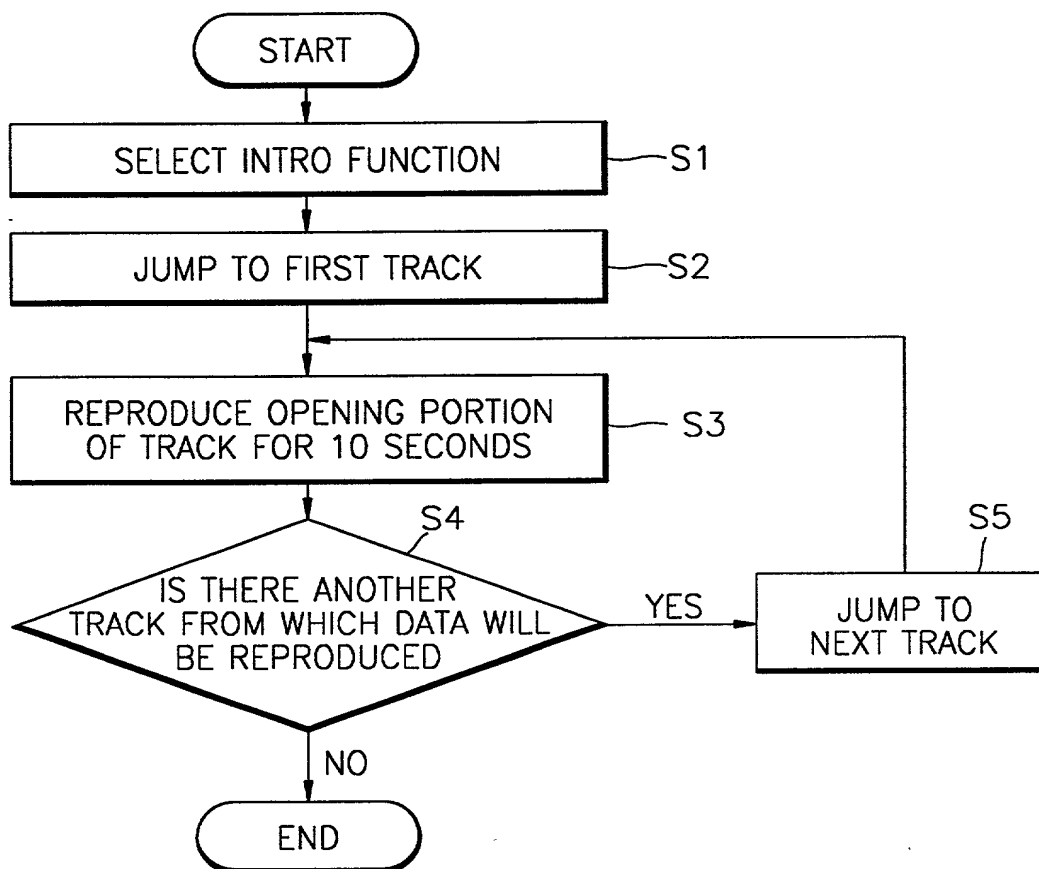 START
SELECT INTRO FUNCTION
S1
JUMP TO FIRST TRACK
S2
REPRODUCE OPENING PORTION
OF TRACK FOR 10 SECONDS
S3
S4
IS THERE ANOTHER
TRACK FROM WHICH DATA WILL
BE REPRODUCED
YES
S5
JUMP TO
NEXT TRACK
NO
END